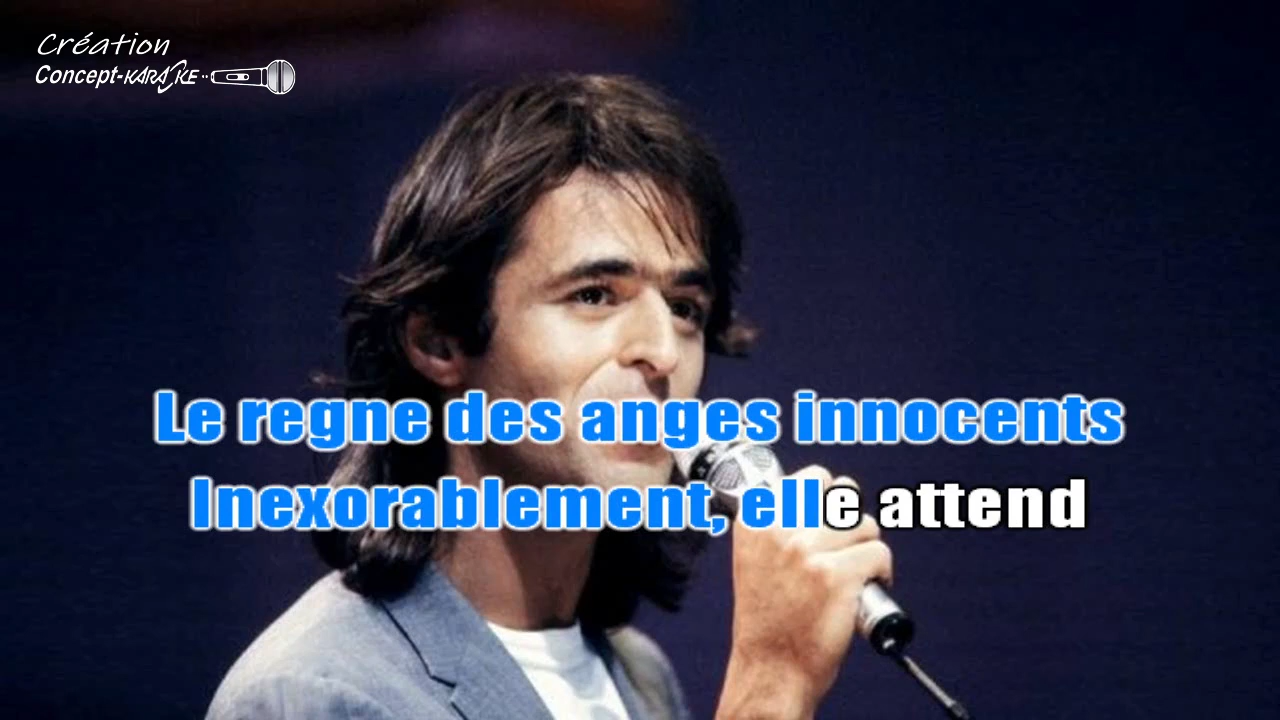 Création
Concept-KARAOKE
Le regne des anges innocents
Inexorablement, elle attend